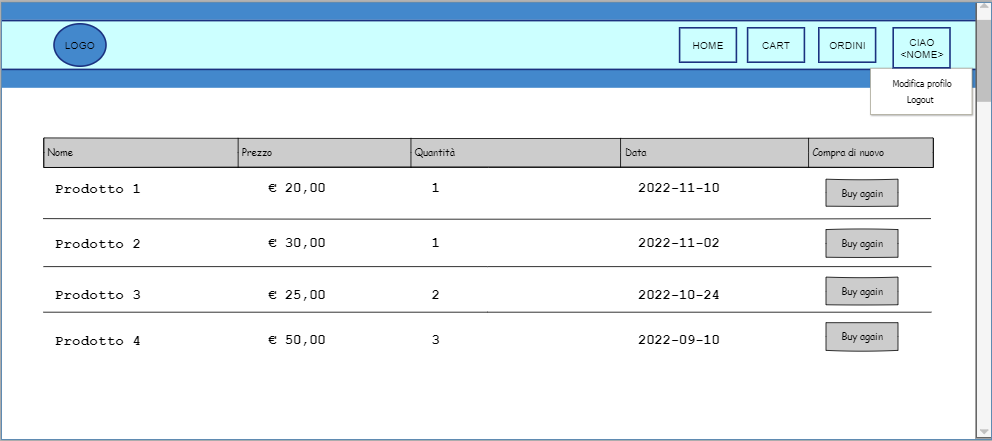 LOGO
HOME
CART
ORDINI
CIAO
<NOME>
Modifica profilo
Logout
Nome Prezzo Quantità Data Compra di nuovo
Prodotto 1 € 20,00 1 2022-11-10 Buy again
Prodotto 2 € 30,00 1 2022-11-02 Buy again
Prodotto 3 € 25,00 2 2022-10-24 Buy again
Prodotto 4 € 50,00 3 2022-09-10 Buy again